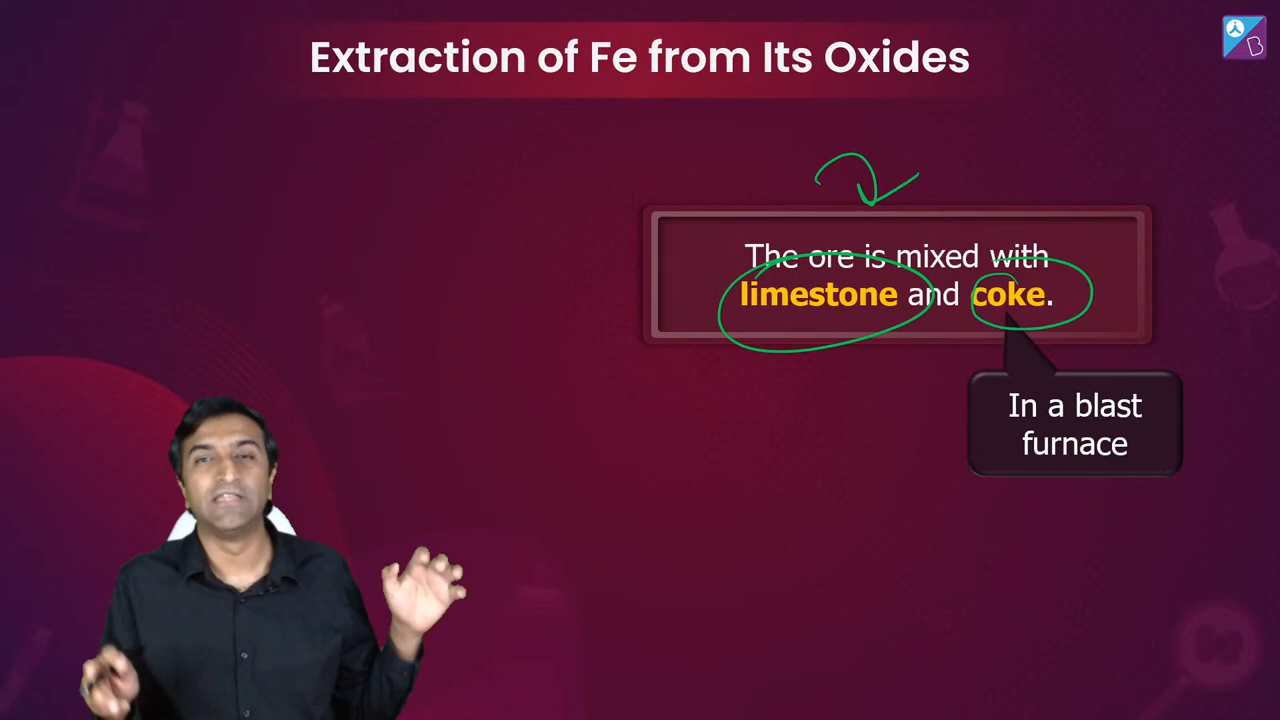 Extraction of Fe from Its Oxides
The ore is mixed with
limestone and coke.
In a blast
furnace
B